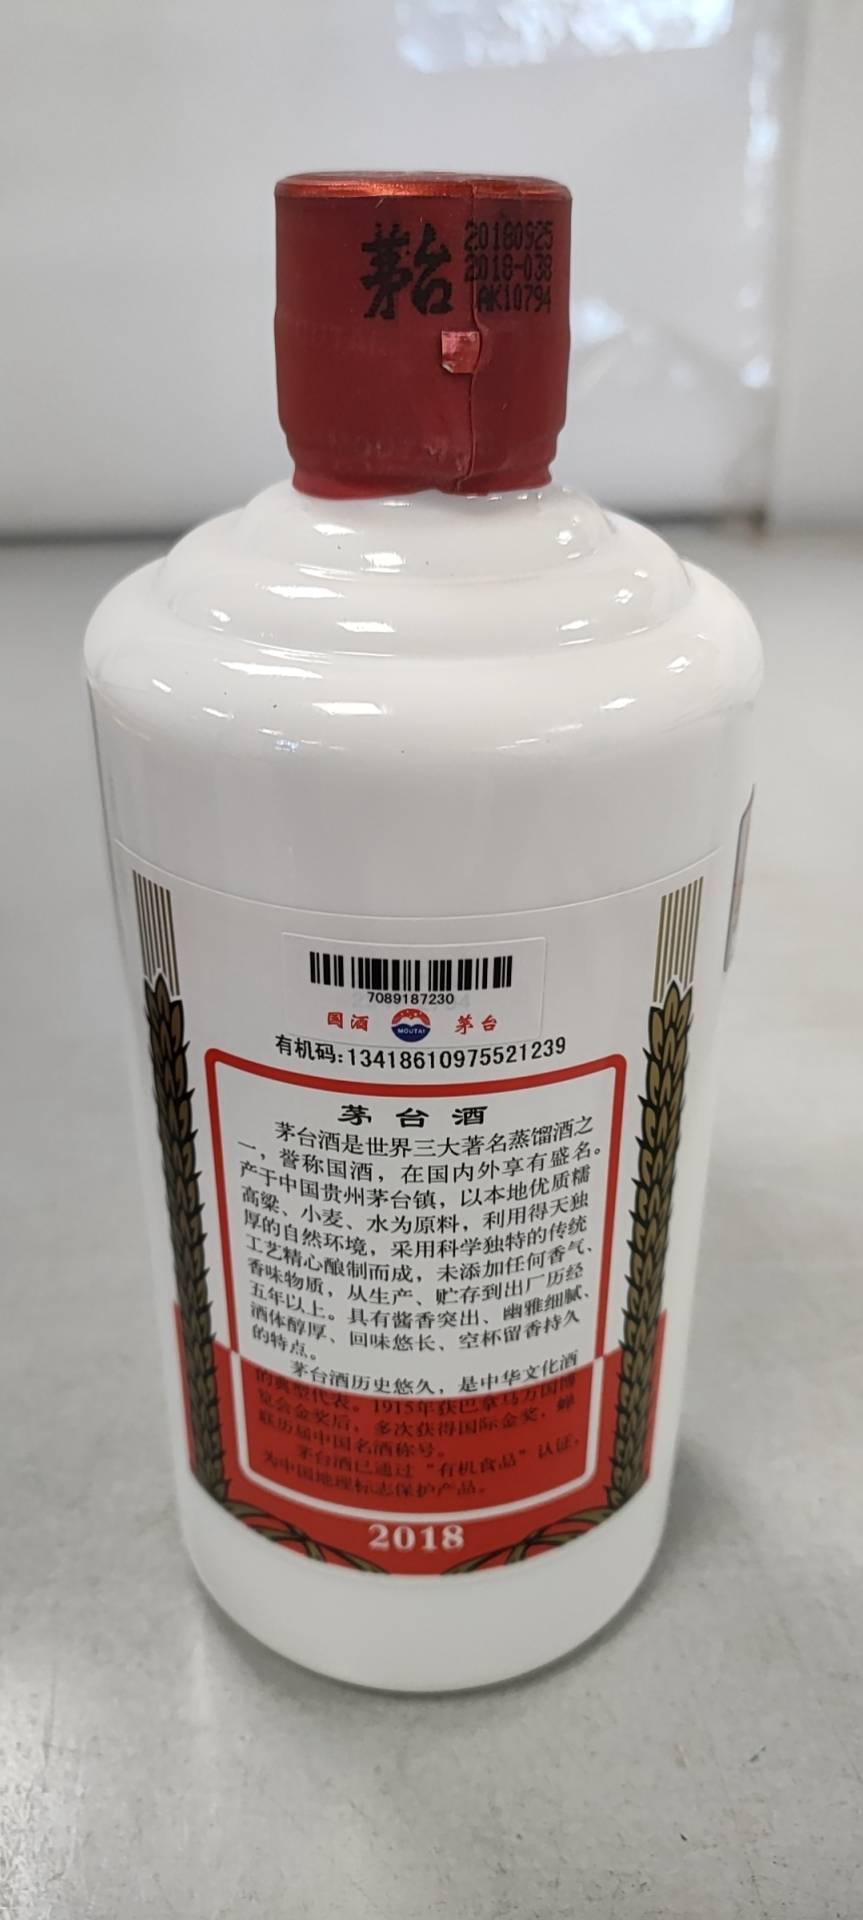 茅台
20180925
2018-038
AK10794
7089187230
国酒
MOUTAI
茅台
有机码:13418610975521239
茅台酒
茅台酒是世界三大著名蒸馏酒之
一，誉称国酒，在国内外享有盛名。
产于中国贵州茅台镇，以本地优质糯
高粱、小麦、水为原料，利用得天独
厚的自然环境，采用科学独特的传统
工艺精心酿制而成，未添加任何香气、
香味物质，从生产、贮存到出厂历经
五年以上。具有酱香突出、幽雅细腻、
酒体醇厚、回味悠长、空杯留香持久
的特点。
茅台酒历史悠久，是中华文化酒
的典型代表。1915年获巴拿马万国博
览会金奖后，多次获得国际金奖，蝉
联历届中国名酒称号。
茅台酒已通过“有机食品”认证，
为中国地理标志保护产品。
2018